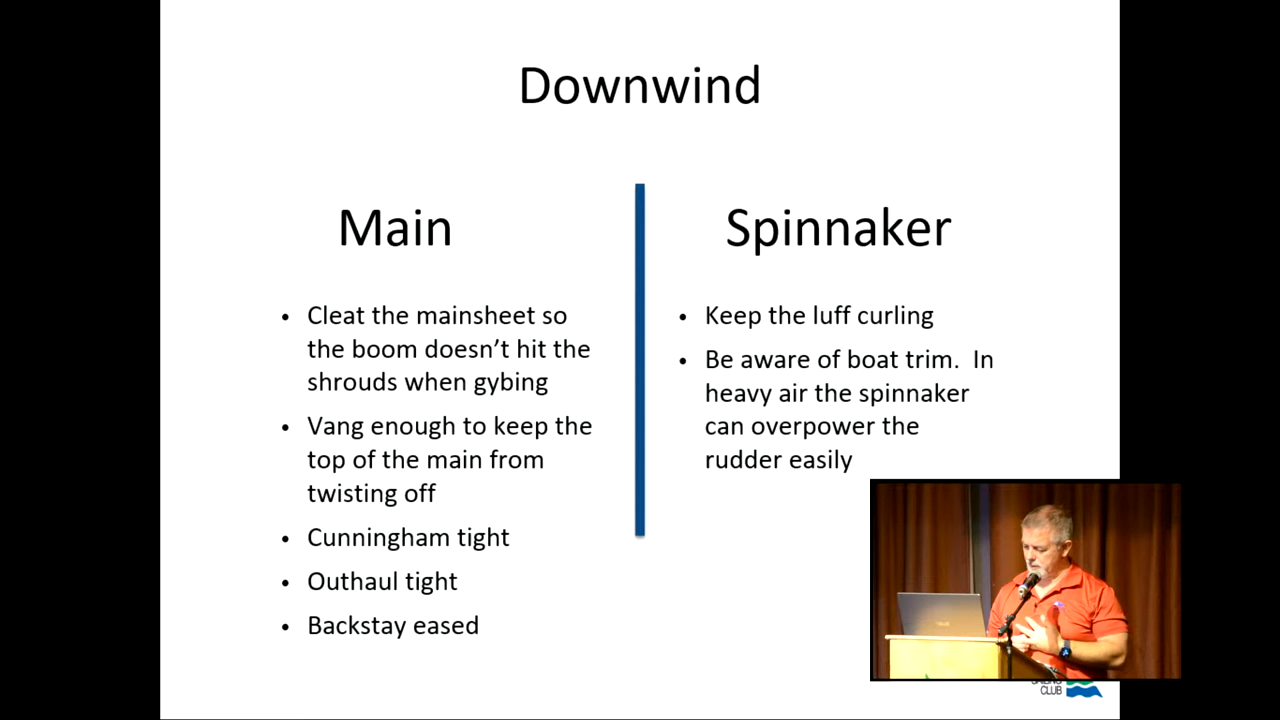 Downwind
Main
• Cleat the mainsheet so
the boom doesn’t hit the
shrouds when gybing
• Vang enough to keep the
top of the main from
twisting off
• Cunningham tight
• Outhaul tight
• Backstay eased
Spinnaker
• Keep the luff curling
• Be aware of boat trim.  In
heavy air the spinnaker
can overpower the
rudder easily
CLUB